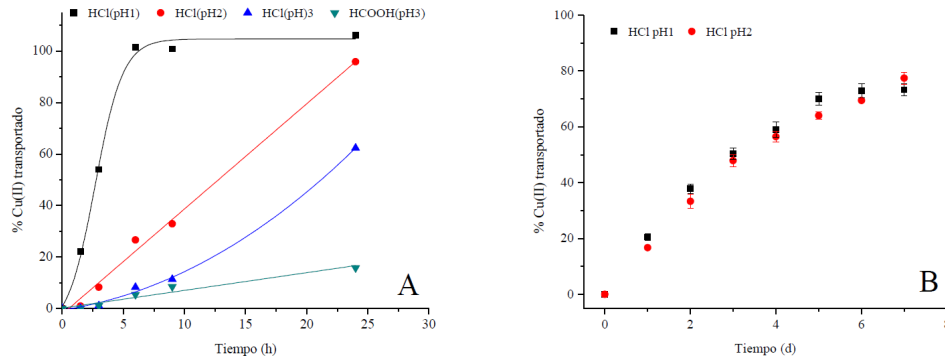 HCl(pH1) HCl(pH2) HCl(pH)3 HCOOH(pH3)
% Cu(II) transportado
100
80
60
40
20
0
0 5 10 15 20 25 30
Tiempo (h)
A
HCl pH1 HCl pH2
% Cu(II) transportado
100
80
60
40
20
0
0 2 4 6 8
Tiempo (d)
B